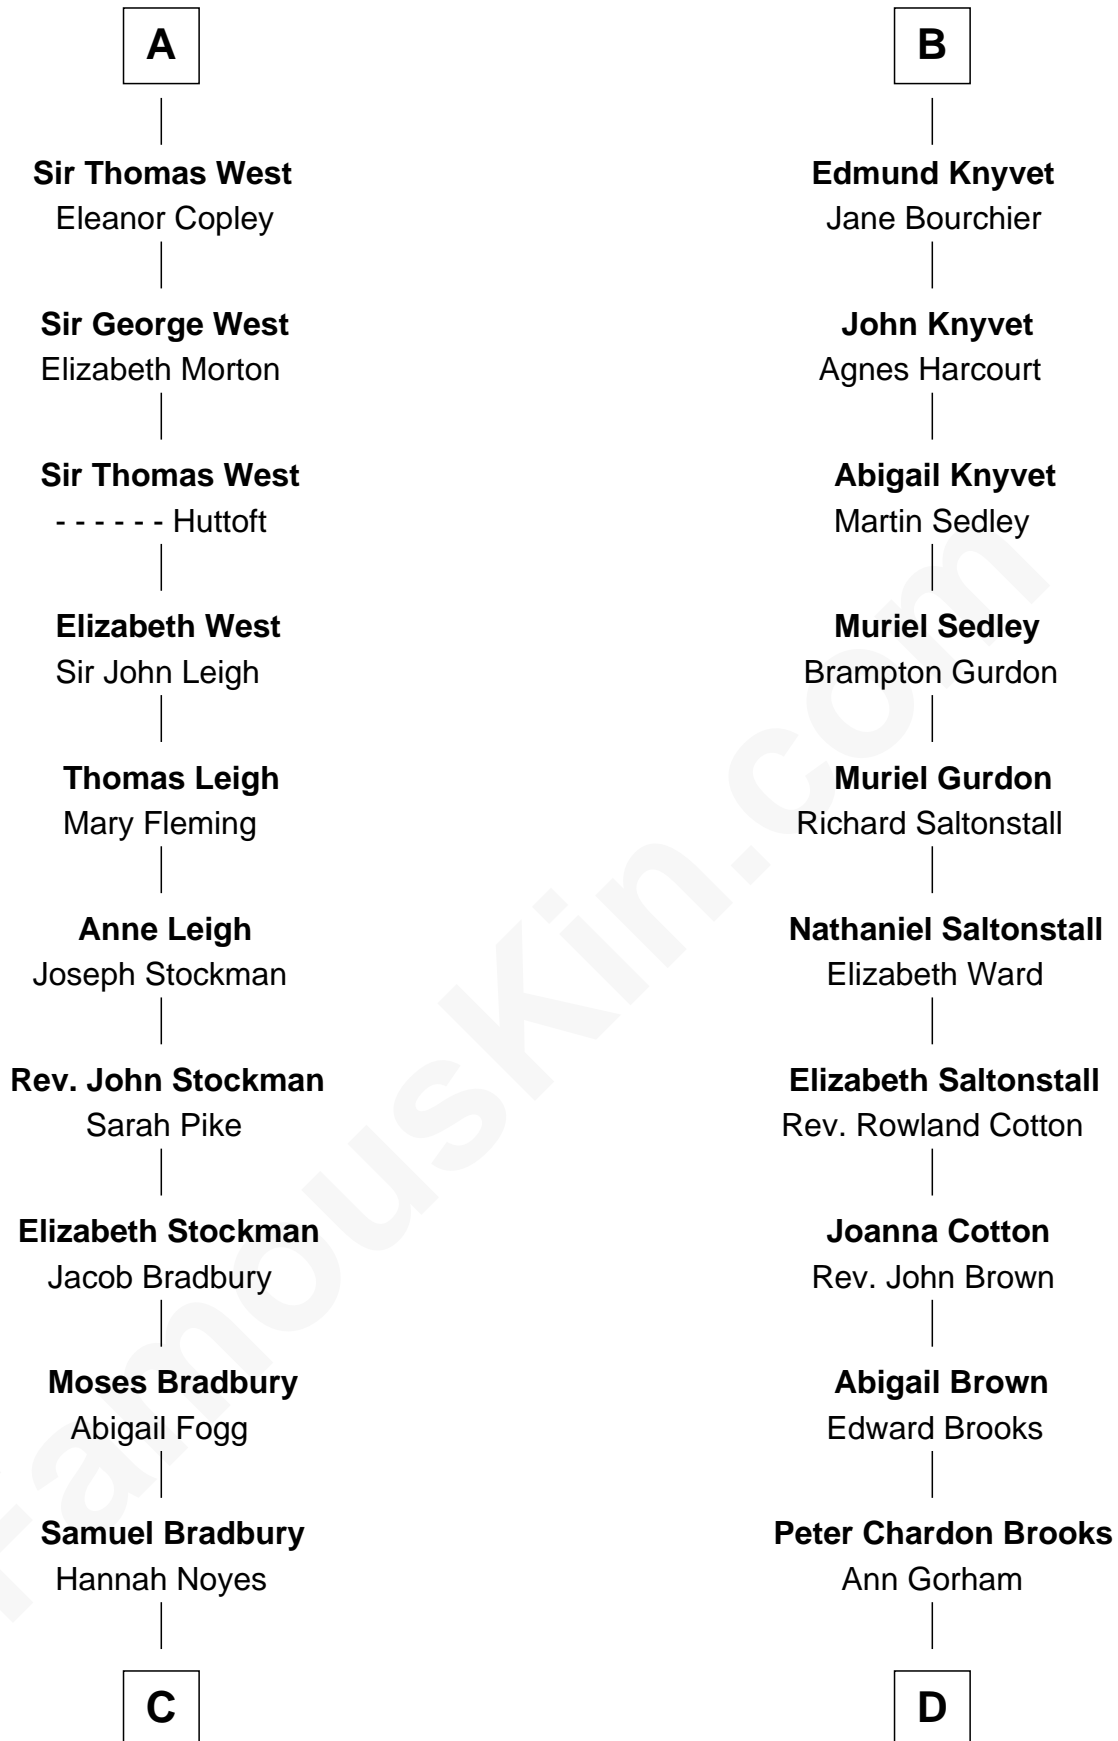 A
Sir Thomas West
Eleanor Copley
Sir George West
Elizabeth Morton
Sir Thomas West
- - - - - - Huttoft
Elizabeth West
Sir John Leigh
Thomas Leigh
Mary Fleming
Anne Leigh
Joseph Stockman
Rev. John Stockman
Sarah Pike
Elizabeth Stockman
Jacob Bradbury
Moses Bradbury
Abigail Fogg
Samuel Bradbury
Hannah Noyes
C
B
Edmund Knyvet
Jane Bourchier
John Knyvet
Agnes Harcourt
Abigail Knyvet
Martin Sedley
Muriel Sedley
Brampton Gurdon
Muriel Gurdon
Richard Saltonstall
Nathaniel Saltonstall
Elizabeth Ward
Elizabeth Saltonstall
Rev. Rowland Cotton
Joanna Cotton
Rev. John Brown
Abigail Brown
Edward Brooks
Peter Chardon Brooks
Ann Gorham
D
FamousKin.com